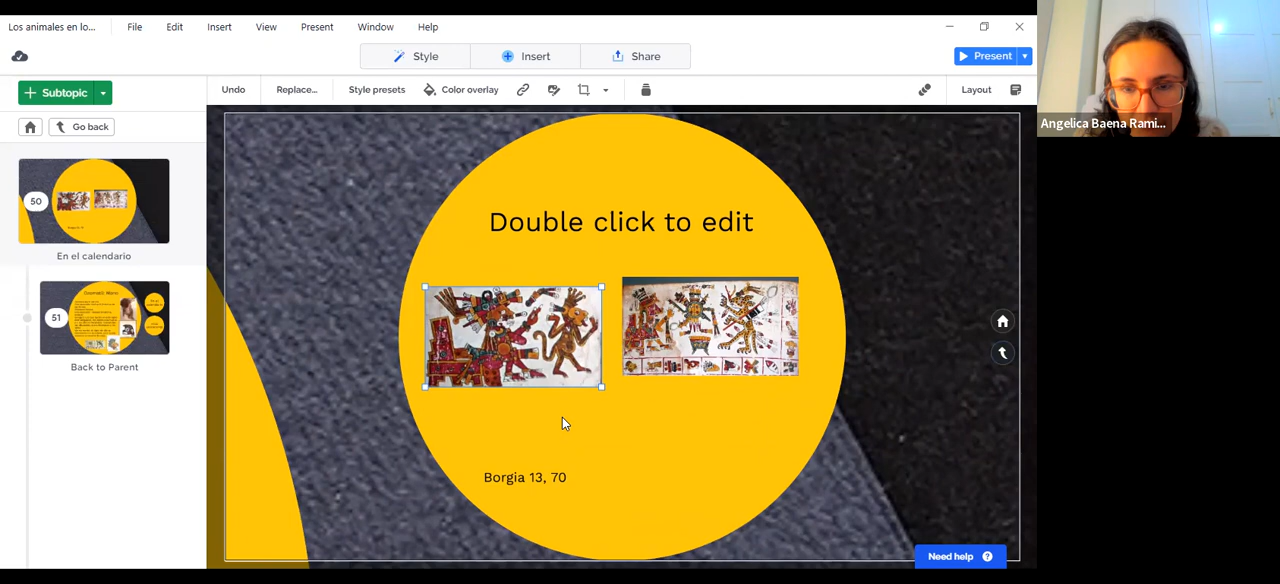 Los animales en lo...
File
Edit
Insert
View
Present
Window
Help
Style
Insert
Share
Present
Subtopic
Undo
Replace...
Style presets
Color overlay
Layout
Go back
50
En el calendario
51
Back to Parent
Double click to edit
Borgia 13, 70
Need help ?
Angelica Baena Rami...